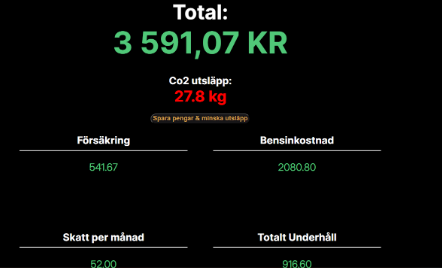 Total:
3 591,07 KR
Co2 utsläpp:
27.8 kg
Spara pengar & minska utsläpp
Försäkring
Bensinkostnad
541.67
2080.80
Skatt per månad
Totalt Underhåll
52.00
916.60